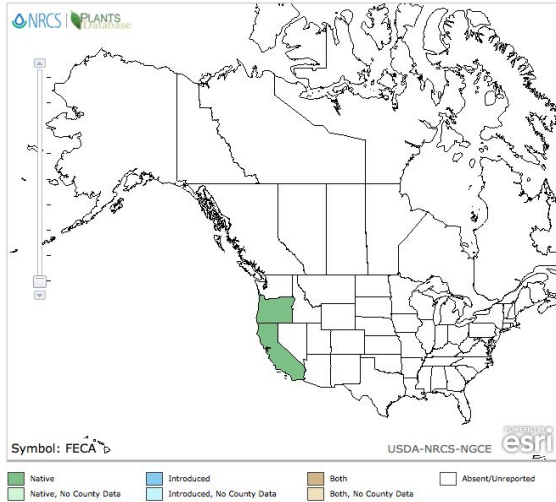 NRCS PLANTS
Database
POWERED BY
esri
Symbol: FECA
USDA-NRCS-NGCE
Native
Introduced
Both
Absent/Unreported
Native, No County Data
Introduced, No County Data
Both, No County Data